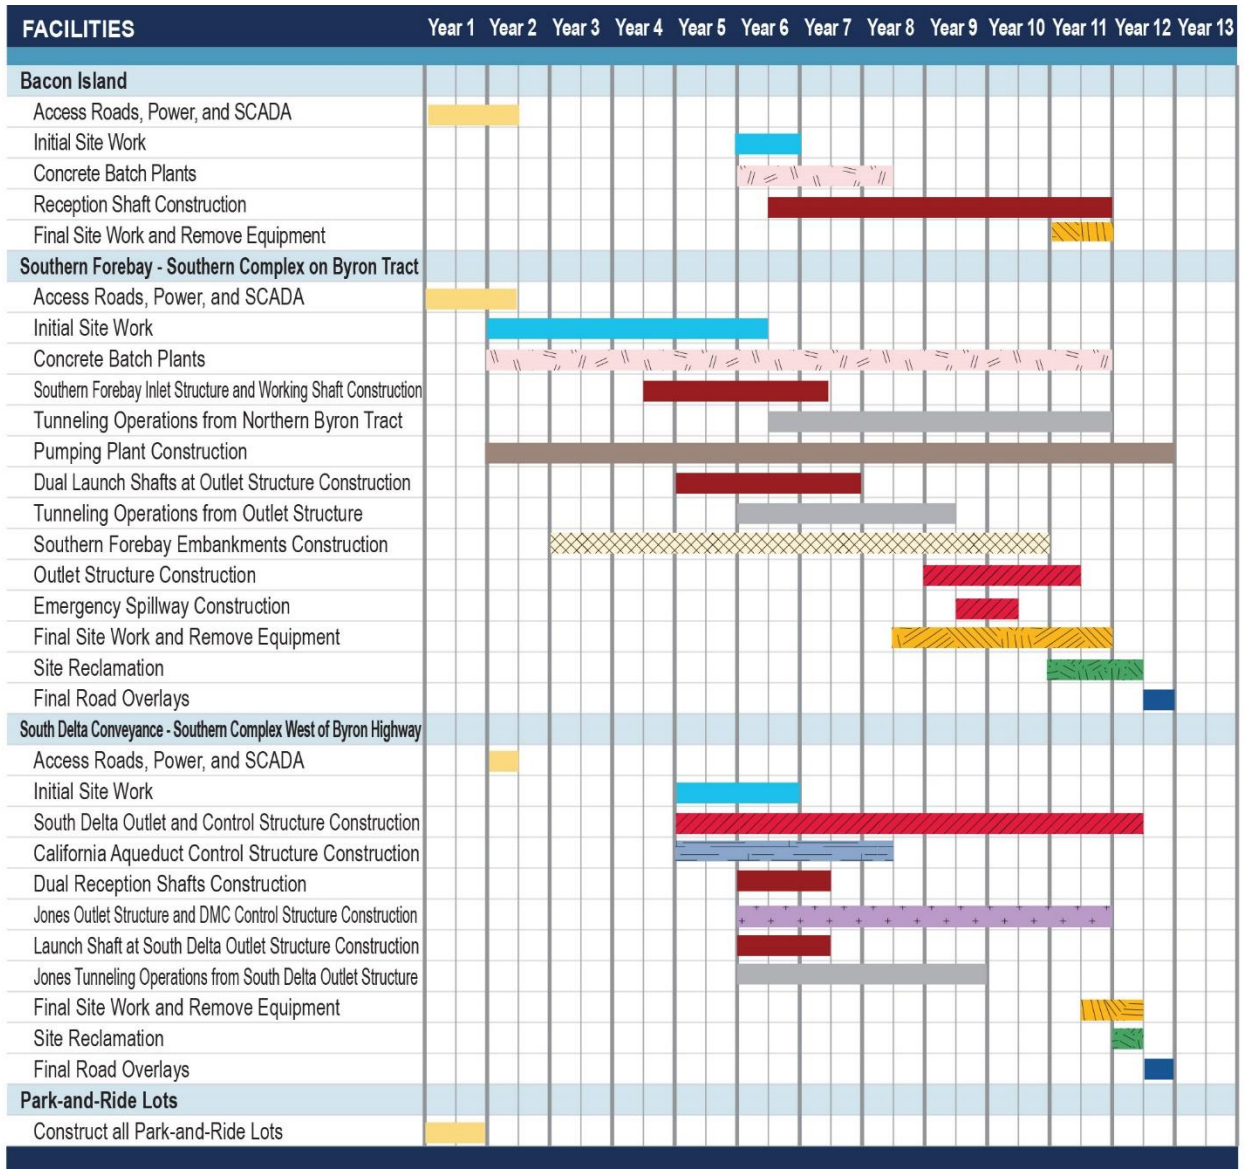 FACILITIES Year 1 Year 2 Year 3 Year 4 Year 5 Year 6 Year 7 Year 8 Year 9 Year 10 Year 11 Year 12 Year 13
Bacon Island
Access Roads, Power, and SCADA
Initial Site Work
Concrete Batch Plants
Reception Shaft Construction
Final Site Work and Remove Equipment
Southern Forebay - Southern Complex on Byron Tract
Access Roads, Power, and SCADA
Initial Site Work
Concrete Batch Plants
Southern Forebay Inlet Structure and Working Shaft Construction
Tunneling Operations from Northern Byron Tract
Pumping Plant Construction
Dual Launch Shafts at Outlet Structure Construction
Tunneling Operations from Outlet Structure
Southern Forebay Embankments Construction
Outlet Structure Construction
Emergency Spillway Construction
Final Site Work and Remove Equipment
Site Reclamation
Final Road Overlays
South Delta Conveyance - Southern Complex West of Byron Highway
Access Roads, Power, and SCADA
Initial Site Work
South Delta Outlet and Control Structure Construction
California Aqueduct Control Structure Construction
Dual Reception Shafts Construction
Jones Outlet Structure and DMC Control Structure Construction
Launch Shaft at South Delta Outlet Structure Construction
Jones Tunneling Operations from South Delta Outlet Structure
Final Site Work and Remove Equipment
Site Reclamation
Final Road Overlays
Park-and-Ride Lots
Construct all Park-and-Ride Lots